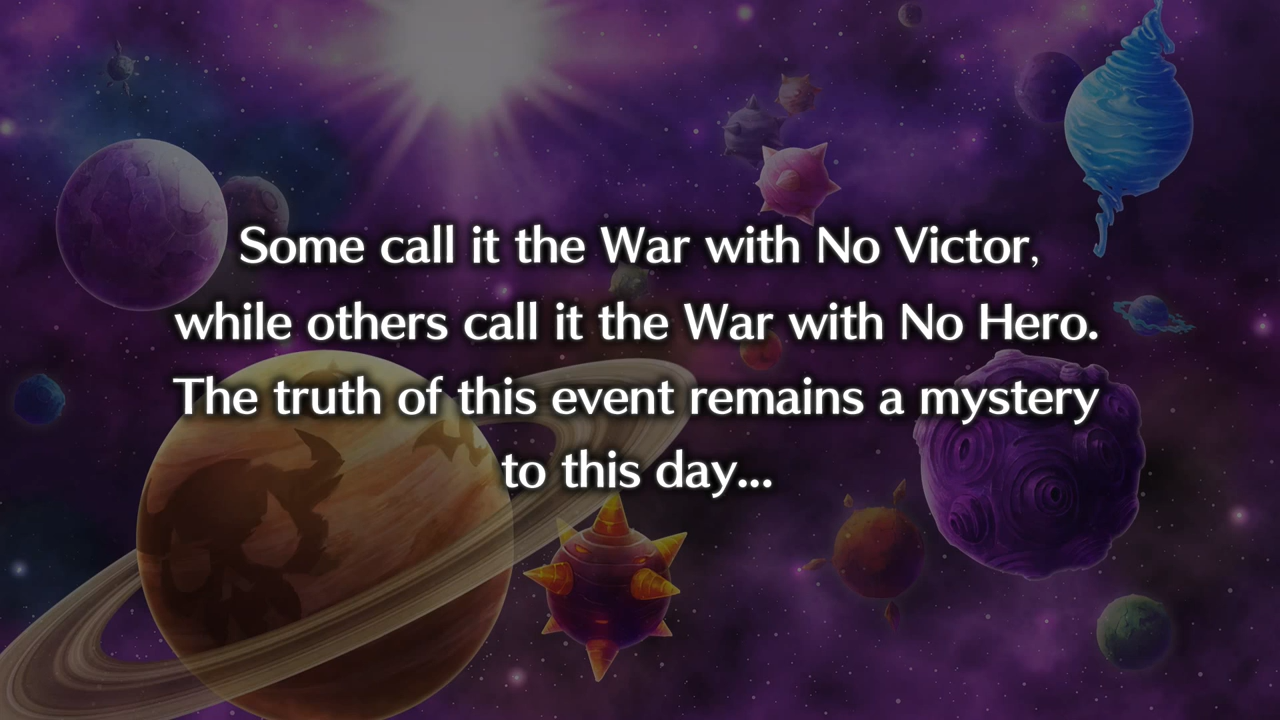 Some call it the War with No Victor,
while others call it the War with No Hero.
The truth of this event remains a mystery
to this day...